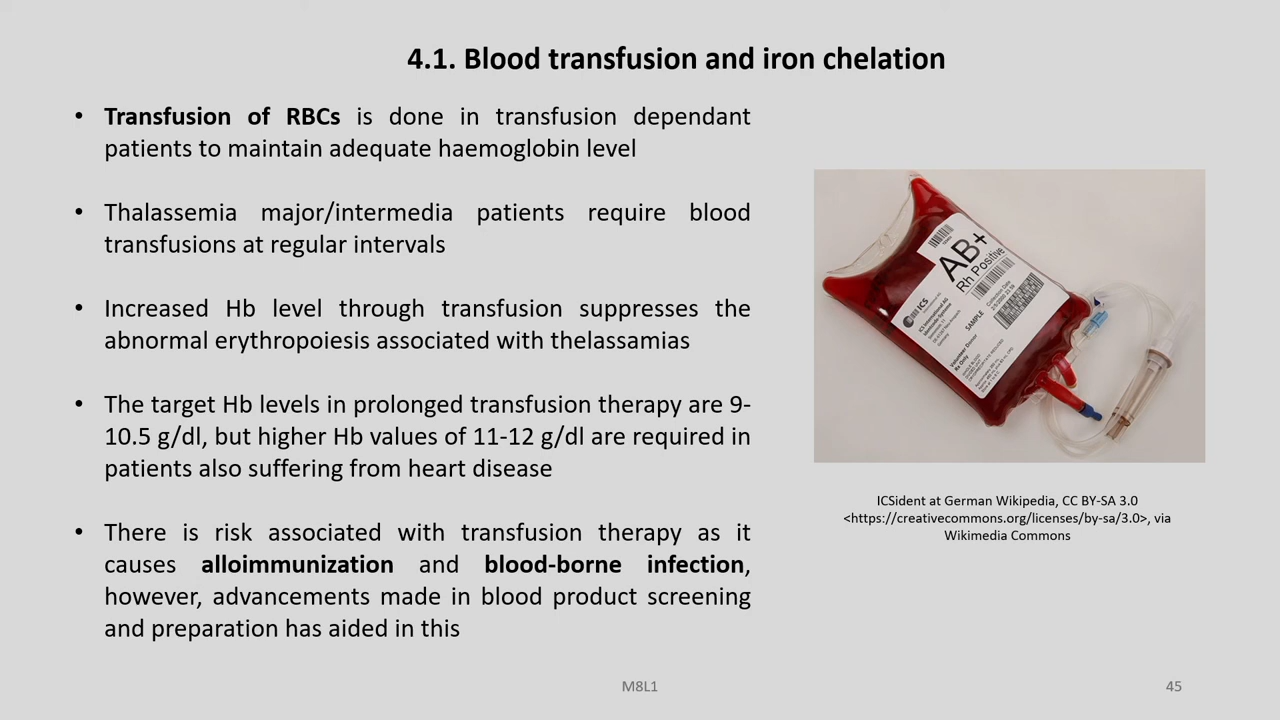 4.1. Blood transfusion and iron chelation
• Transfusion of RBCs is done in transfusion dependant
patients to maintain adequate haemoglobin level
• Thalassemia major/intermedia patients require blood
transfusions at regular intervals
• Increased Hb level through transfusion suppresses the
abnormal erythropoiesis associated with thelassamias
• The target Hb levels in prolonged transfusion therapy are 9-
10.5 g/dl, but higher Hb values of 11-12 g/dl are required in
patients also suffering from heart disease
• There is risk associated with transfusion therapy as it
causes alloimmunization and blood-borne infection,
however, advancements made in blood product screening
and preparation has aided in this
AB+
Rh Positive
ICS
SAMPLE
Volunteer Donor
Rx Only
ICSident at German Wikipedia, CC BY-SA 3.0
<https://creativecommons.org/licenses/by-sa/3.0>, via
Wikimedia Commons
M8L1
45